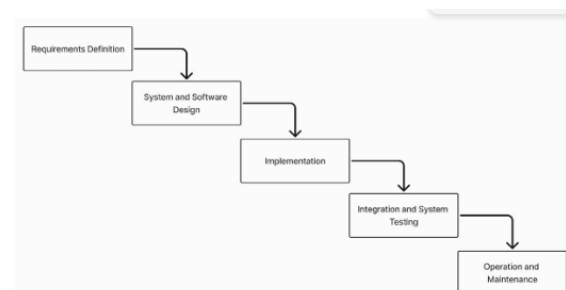 Requirements Definition
System and Software
Design
Implementation
Integration and System
Testing
Operation and
Maintenance